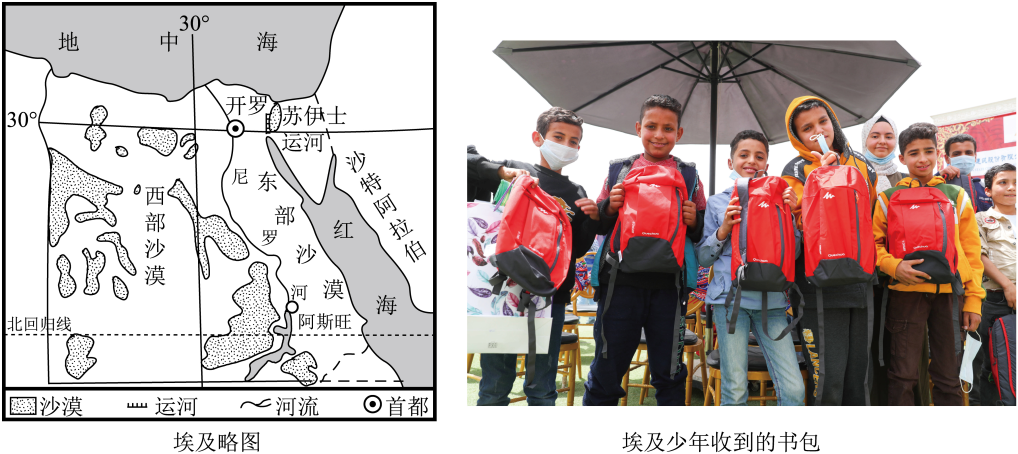 30°
地中海
30°
开罗
苏伊士
运河
尼罗河
东部沙漠
西部沙漠
红海
沙特阿拉伯
阿斯旺
北回归线
沙漠
运河
河流
首都
埃及略图
埃及少年收到的书包